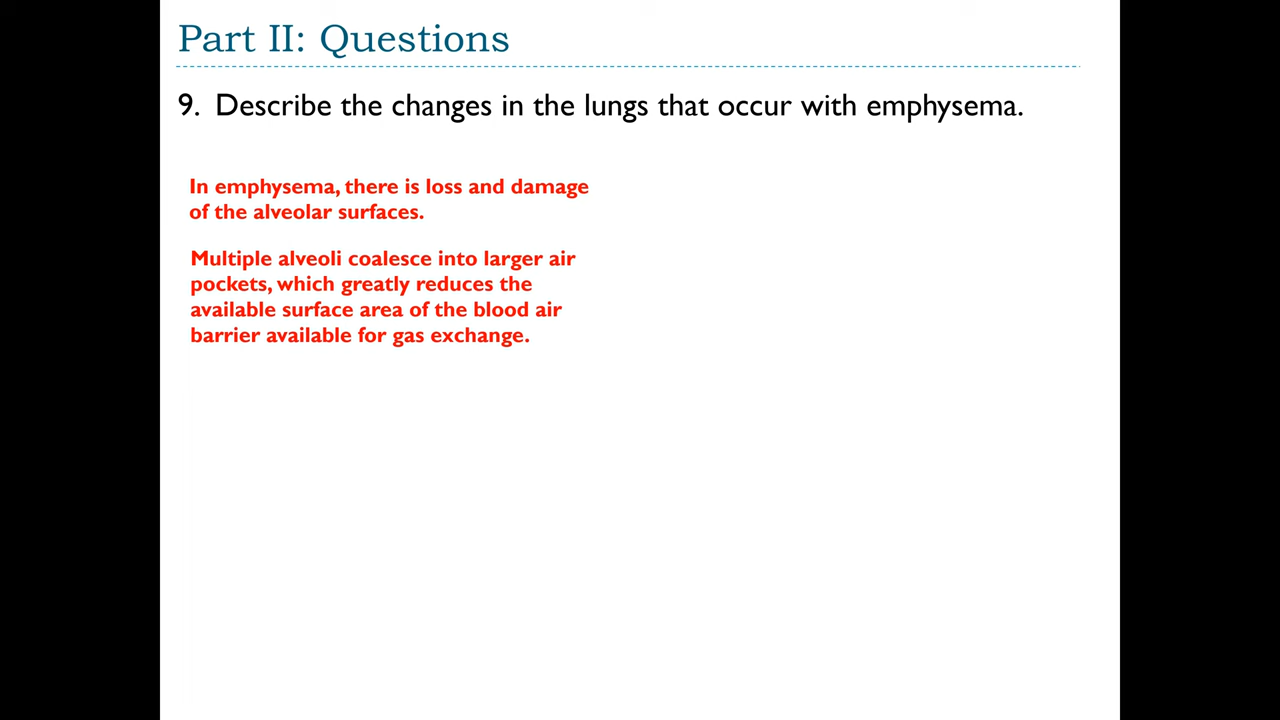 Part II: Questions
9. Describe the changes in the lungs that occur with emphysema.
In emphysema, there is loss and damage
of the alveolar surfaces.
Multiple alveoli coalesce into larger air
pockets, which greatly reduces the
available surface area of the blood air
barrier available for gas exchange.